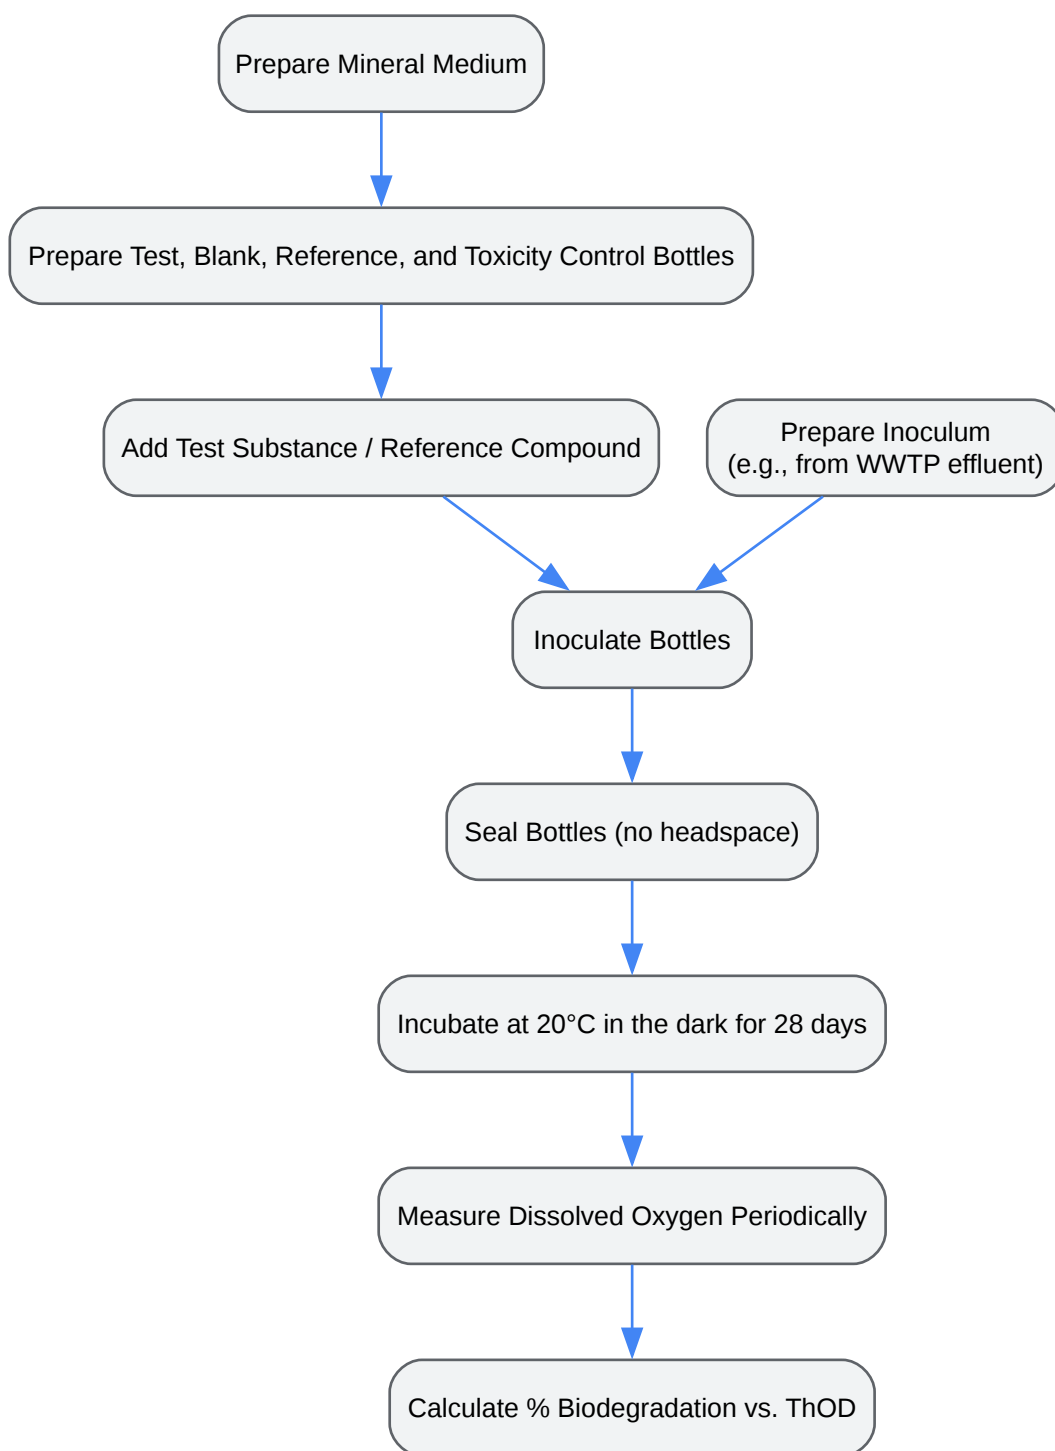 Prepare Mineral Medium
Prepare Test, Blank, Reference, and Toxicity Control Bottles
Add Test Substance / Reference Compound
Prepare Inoculum
(e.g., from WWTP effluent)
Inoculate Bottles
Seal Bottles (no headspace)
Incubate at 20°C in the dark for 28 days
Measure Dissolved Oxygen Periodically
Calculate % Biodegradation vs. ThOD